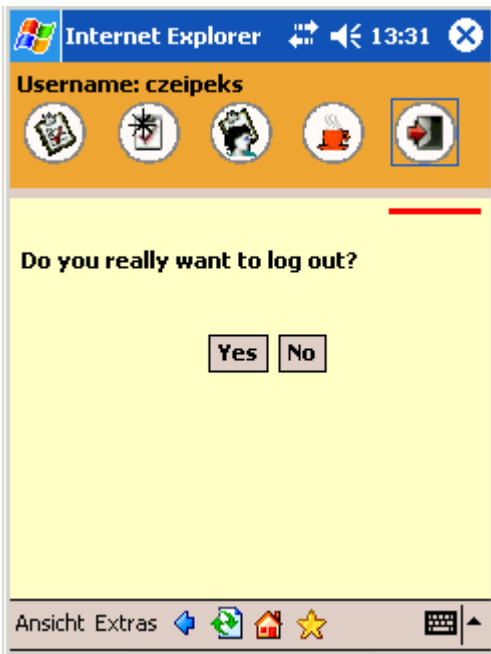 Internet Explorer 13:31
Username: czeipeks
Do you really want to log out?
Yes No
Ansicht Extras